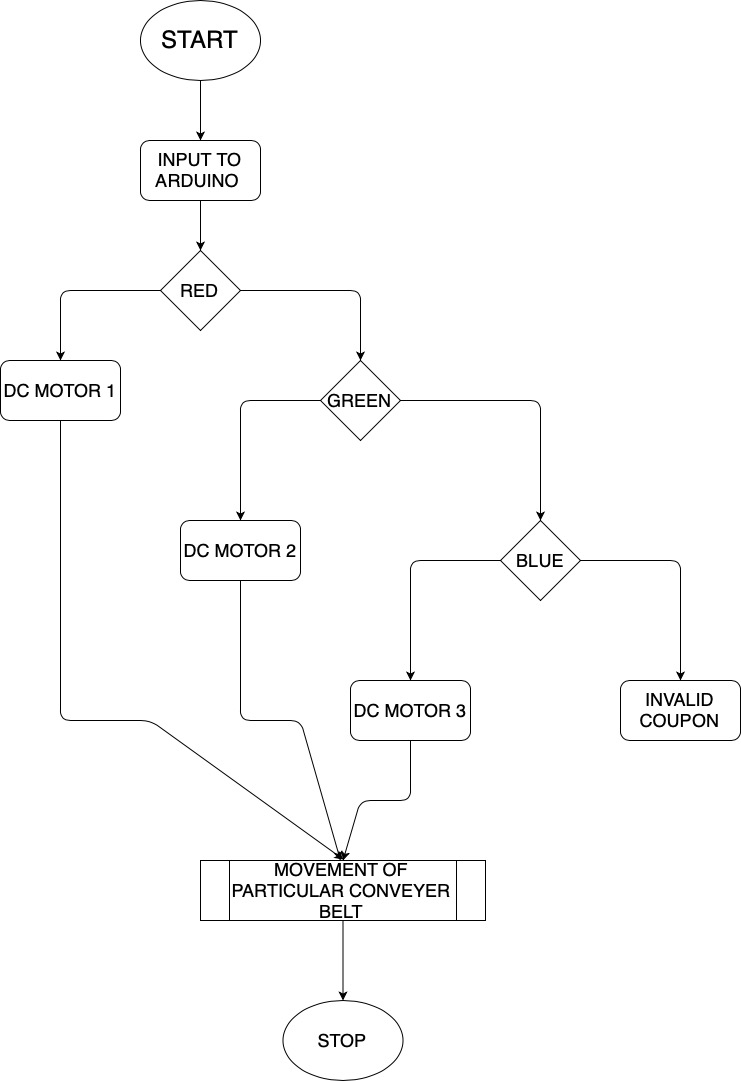 START
INPUT TO
ARDUINO
RED
DC MOTOR 1
GREEN
DC MOTOR 2
BLUE
DC MOTOR 3
INVALID
COUPON
MOVEMENT OF
PARTICULAR CONVEYER
BELT
STOP